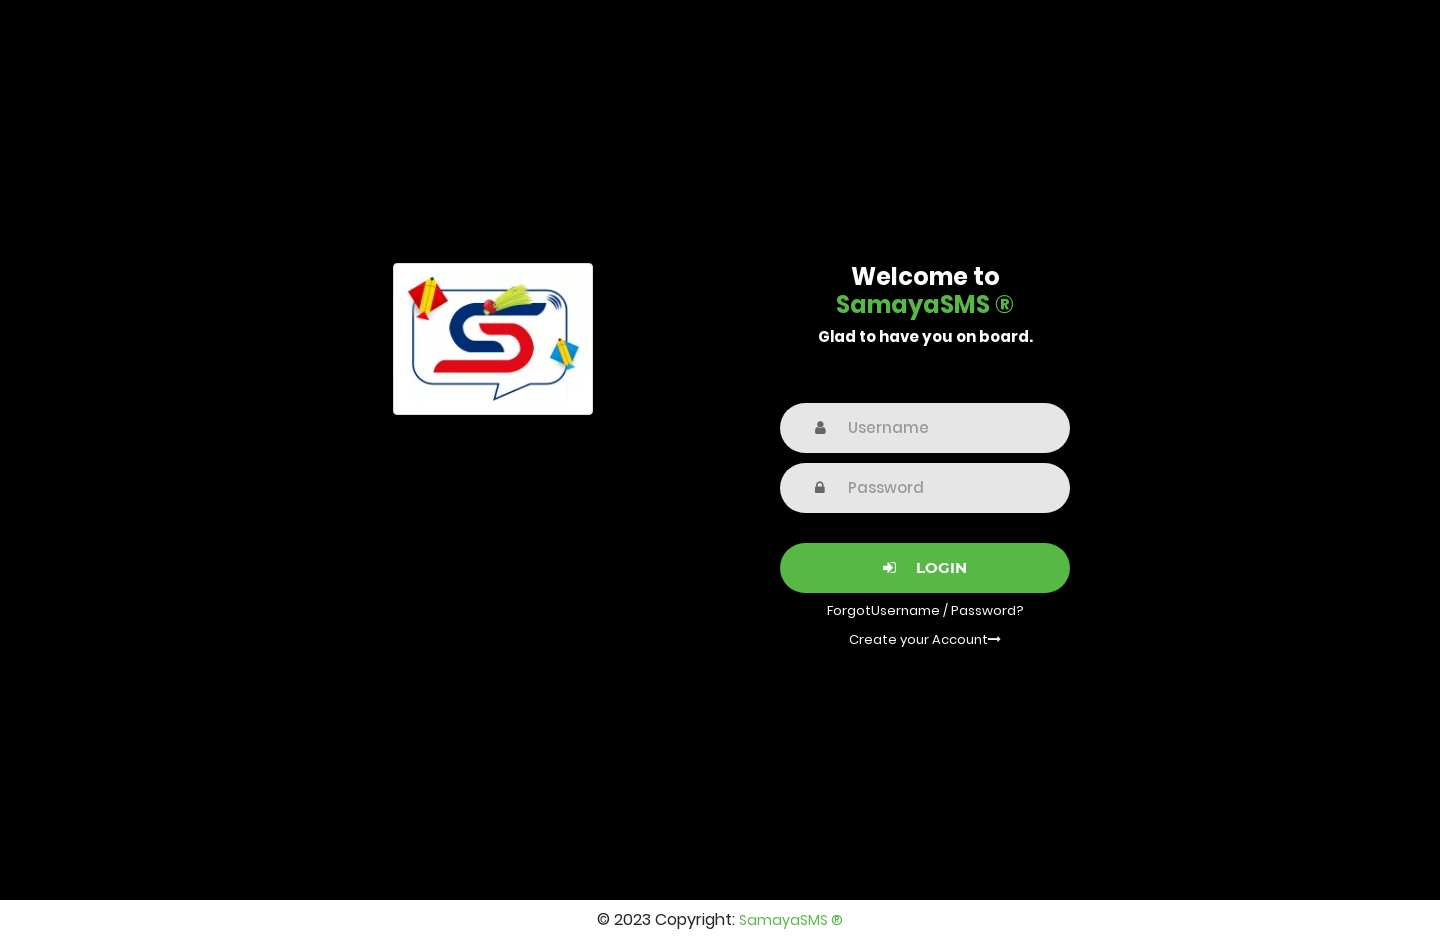 Welcome to
SamayaSMS ®
Glad to have you on board.
Username
Password
LOGIN
ForgotUsername / Password?
Create your Account
© 2023 Copyright: SamayaSMS ®